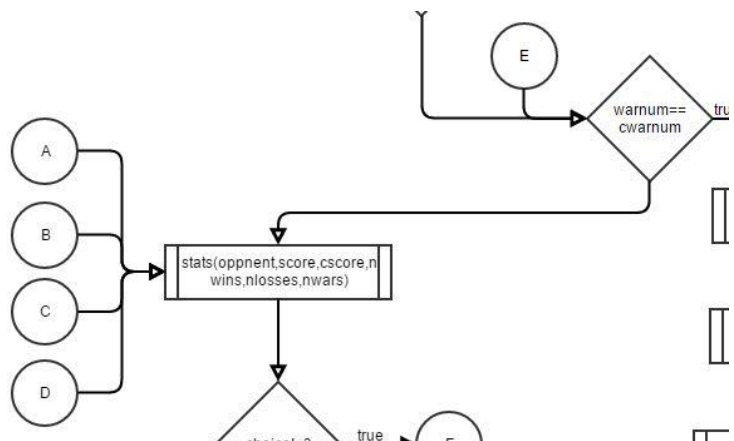 E
warnum==
cwarnum
A
B
stats(oppnent,score,cscore,n
wins,nlosses,nwars)
C
D
true